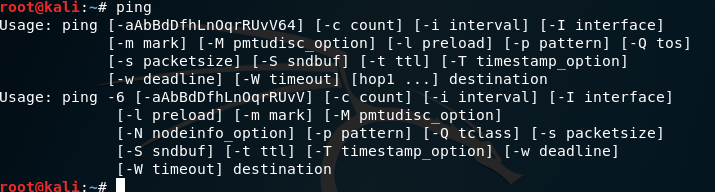 root@kali:~# ping
Usage: ping [-aAbBdDfhLnOqrRUvV64] [-c count] [-i interval] [-I interface]
            [-m mark] [-M pmtudisc_option] [-l preload] [-p pattern] [-Q tos]
            [-s packetsize] [-S sndbuf] [-t ttl] [-T timestamp_option]
            [-w deadline] [-W timeout] [hop1 ...] destination
Usage: ping -6 [-aAbBdDfhLnOqrRUvV] [-c count] [-i interval] [-I interface]
             [-l preload] [-m mark] [-M pmtudisc_option]
             [-N nodeinfo_option] [-p pattern] [-Q tclass] [-s packetsize]
             [-S sndbuf] [-t ttl] [-T timestamp_option] [-w deadline]
             [-W timeout] destination
root@kali:~#